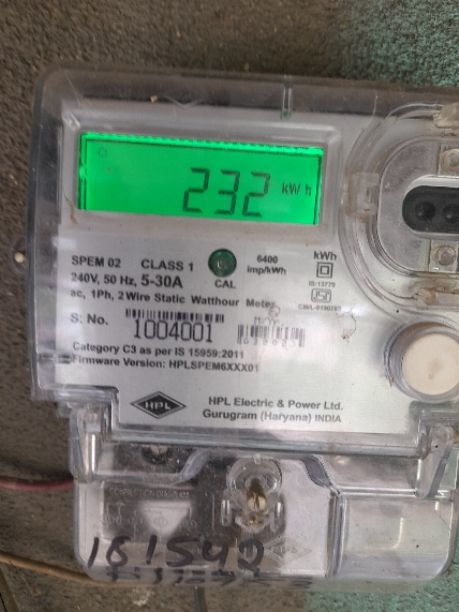 232 kWh
SPEM 02 CLASS 1
240V, 50 Hz, 5-30A
CAL
6400
imp/kWh
kWh
IS:13779
ac, 1Ph, 2 Wire Static Watthour Meter
S. No. 1004001
Category C3 as per IS 15959:2011
Firmware Version: HPLSPEM6XXX01
HPL
HPL Electric & Power Ltd.
Gurugram (Haryana) INDIA